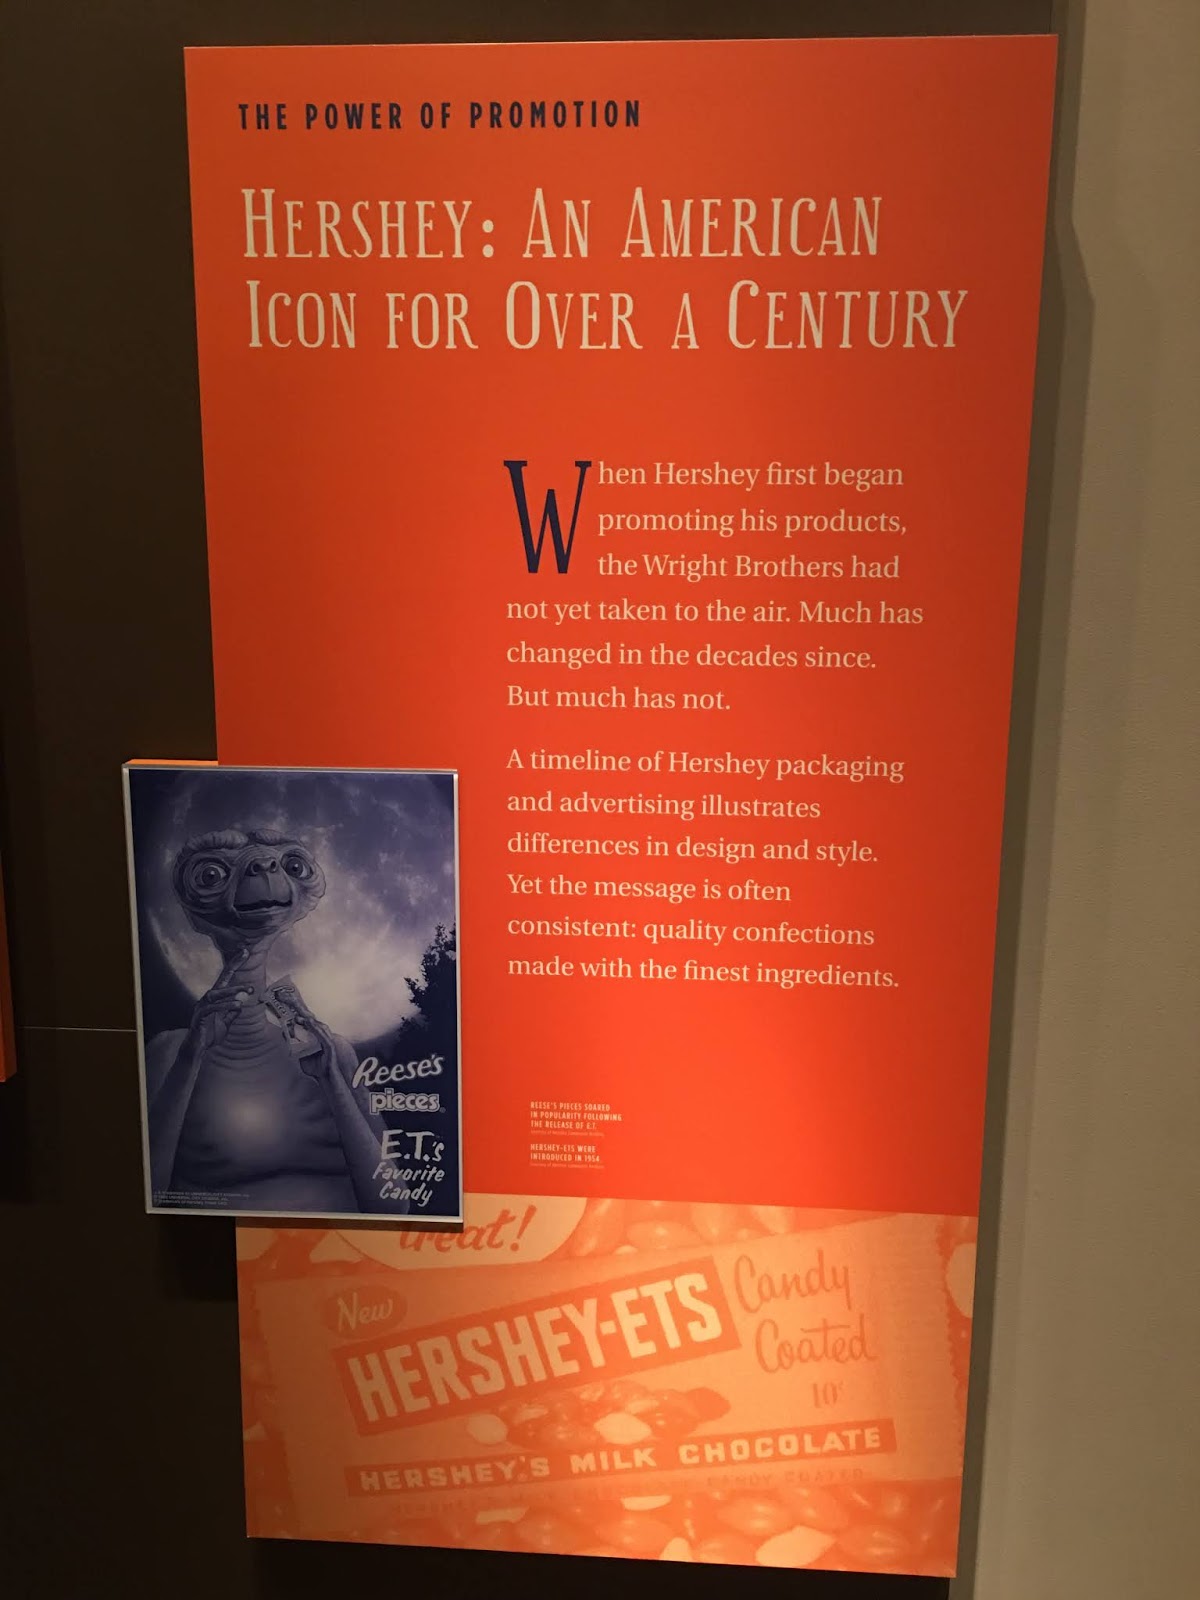 THE POWER OF PROMOTION
HERSHEY: AN AMERICAN
ICON FOR OVER A CENTURY
When Hershey first began
promoting his products,
the Wright Brothers had
not yet taken to the air. Much has
changed in the decades since.
But much has not.
A timeline of Hershey packaging
and advertising illustrates
differences in design and style.
Yet the message is often
consistent: quality confections
made with the finest ingredients.
Reese's
pieces
E.T.'s
Favorite
Candy
REESE'S PIECES SOARED
IN POPULARITY FOLLOWING
THE RELEASE OF E.T.
HERSHEY-ETS WERE
INTRODUCED IN 1954.
treat!
New
HERSHEY-ETS
Candy
Coated
10¢
HERSHEY'S MILK CHOCOLATE
CANDY COATED